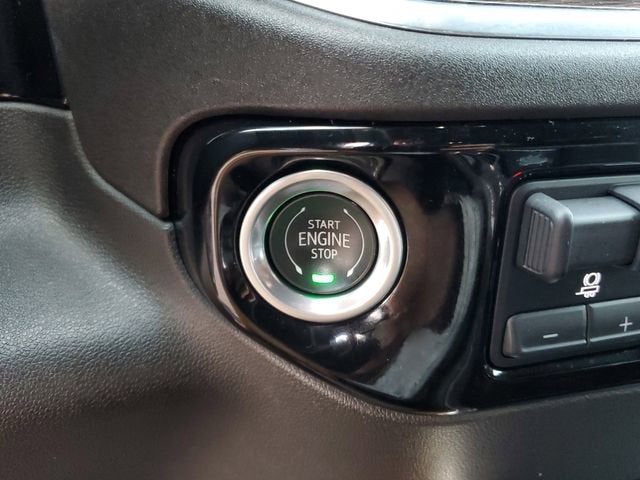 START
ENGINE
STOP
- +